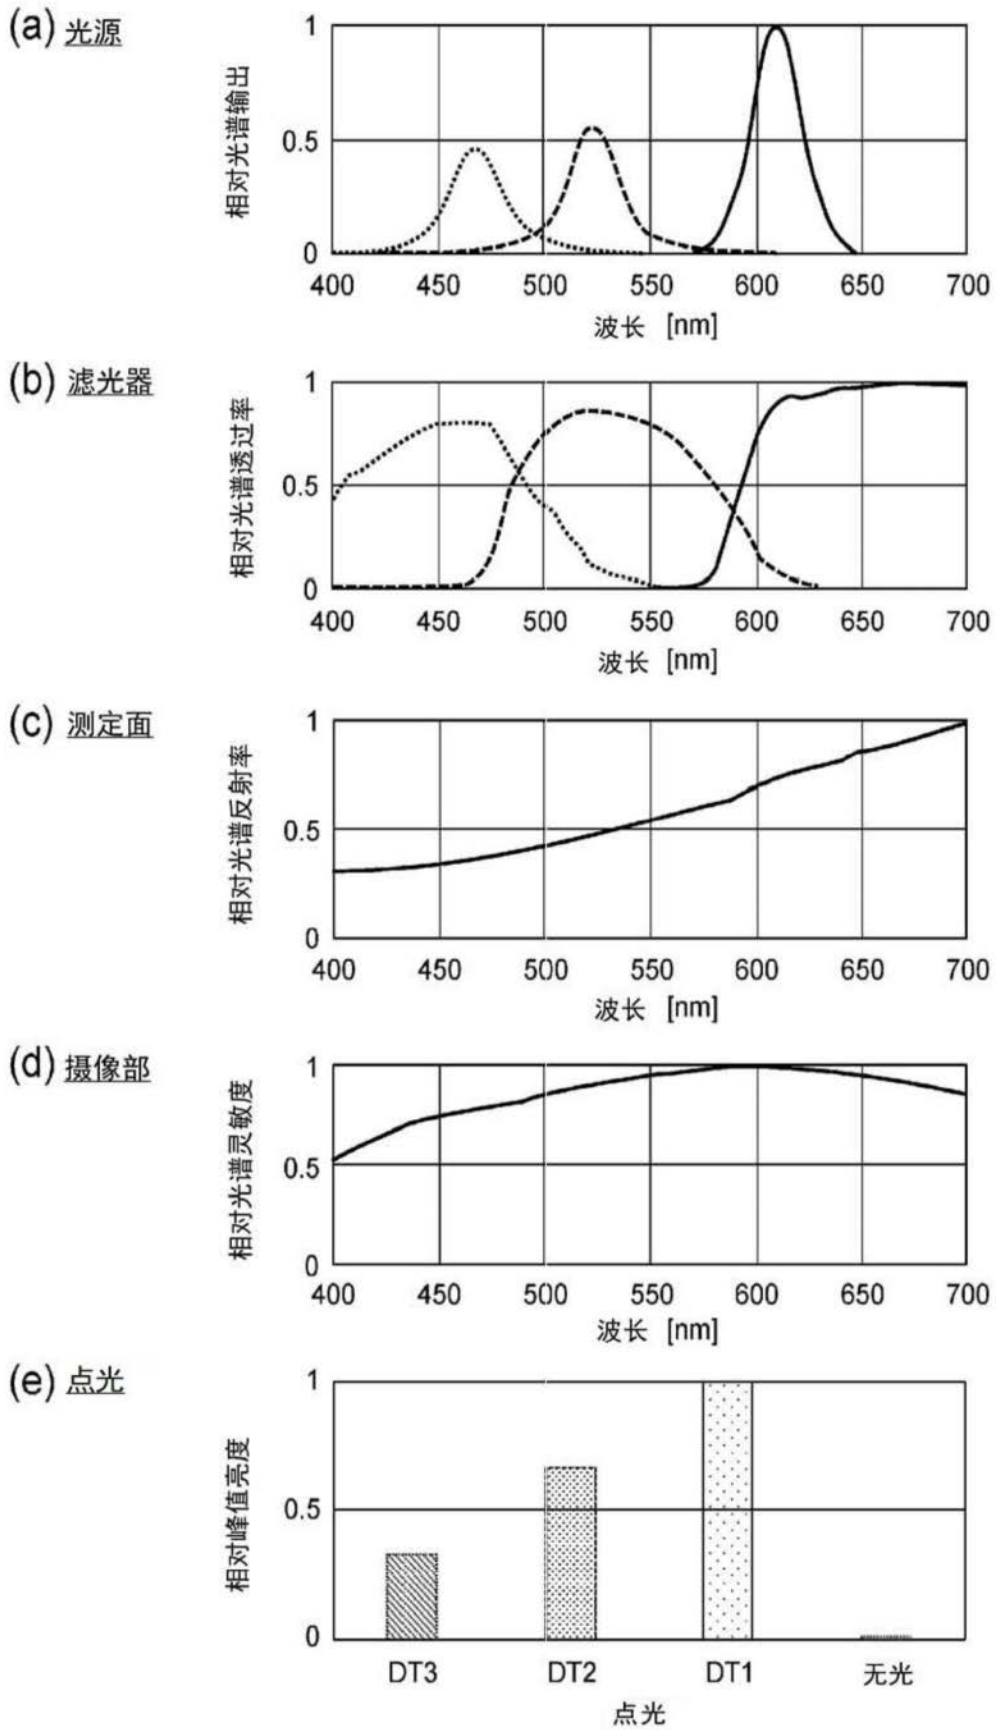 (a) 光源
相对光谱输出
1
0.5
0
400 450 500 550 600 650 700
波长 [nm]
(b) 滤光器
相对光谱透过率
1
0.5
0
400 450 500 550 600 650 700
波长 [nm]
(c) 测定面
相对光谱反射率
1
0.5
0
400 450 500 550 600 650 700
波长 [nm]
(d) 摄像部
相对光谱灵敏度
1
0.5
0
400 450 500 550 600 650 700
波长 [nm]
(e) 点光
相对峰值亮度
1
0.5
0
DT3 DT2 DT1 无光
点光